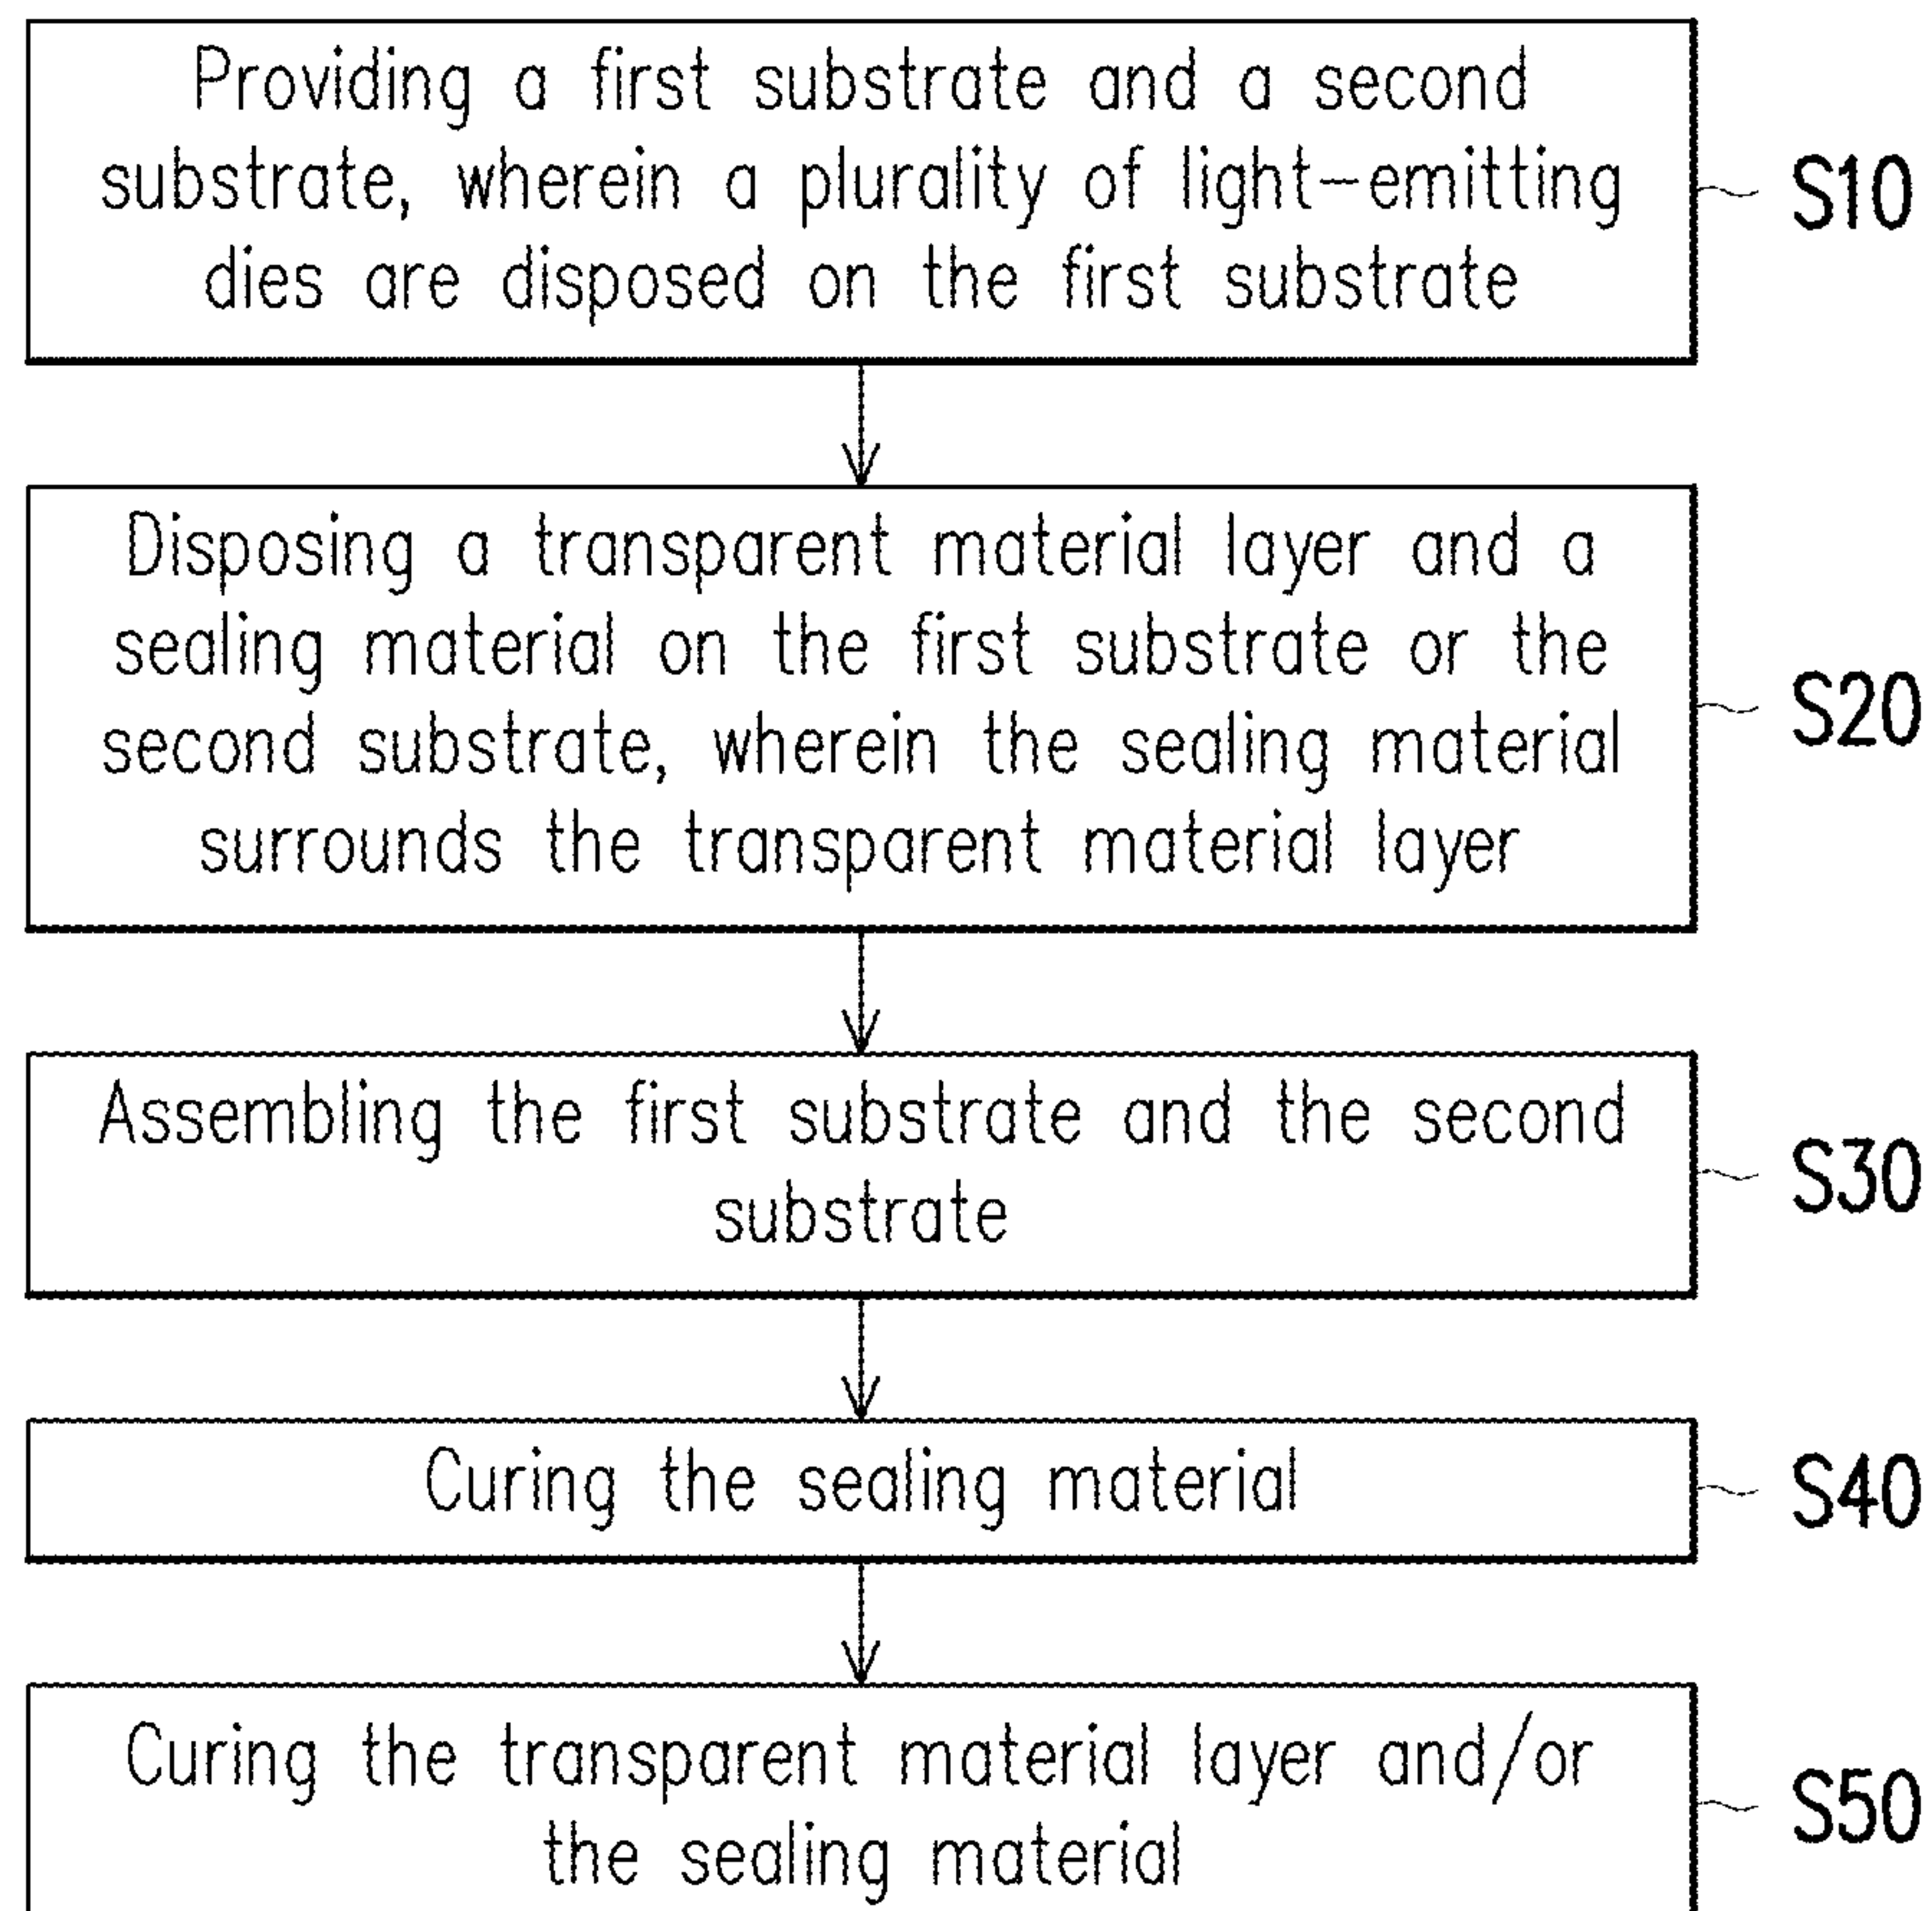 Providing a first substrate and a second
substrate, wherein a plurality of light-emitting
dies are disposed on the first substrate
S10
Disposing a transparent material layer and a
sealing material on the first substrate or the
second substrate, wherein the sealing material
surrounds the transparent material layer
S20
Assembling the first substrate and the second
substrate
S30
Curing the sealing material
S40
Curing the transparent material layer and/or
the sealing material
S50